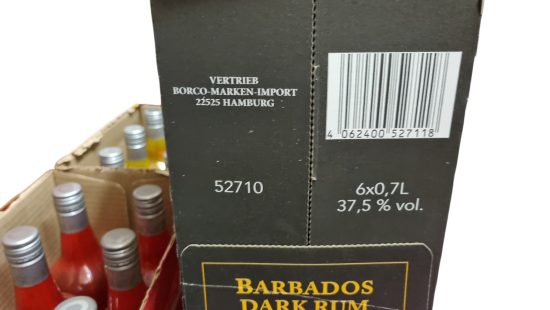 VERTRIEB
BORCO-MARKEN-IMPORT
22525 HAMBURG
4 062400 527118
52710
6x0,7L
37,5 % vol.
BARBADOS
DARK RUM